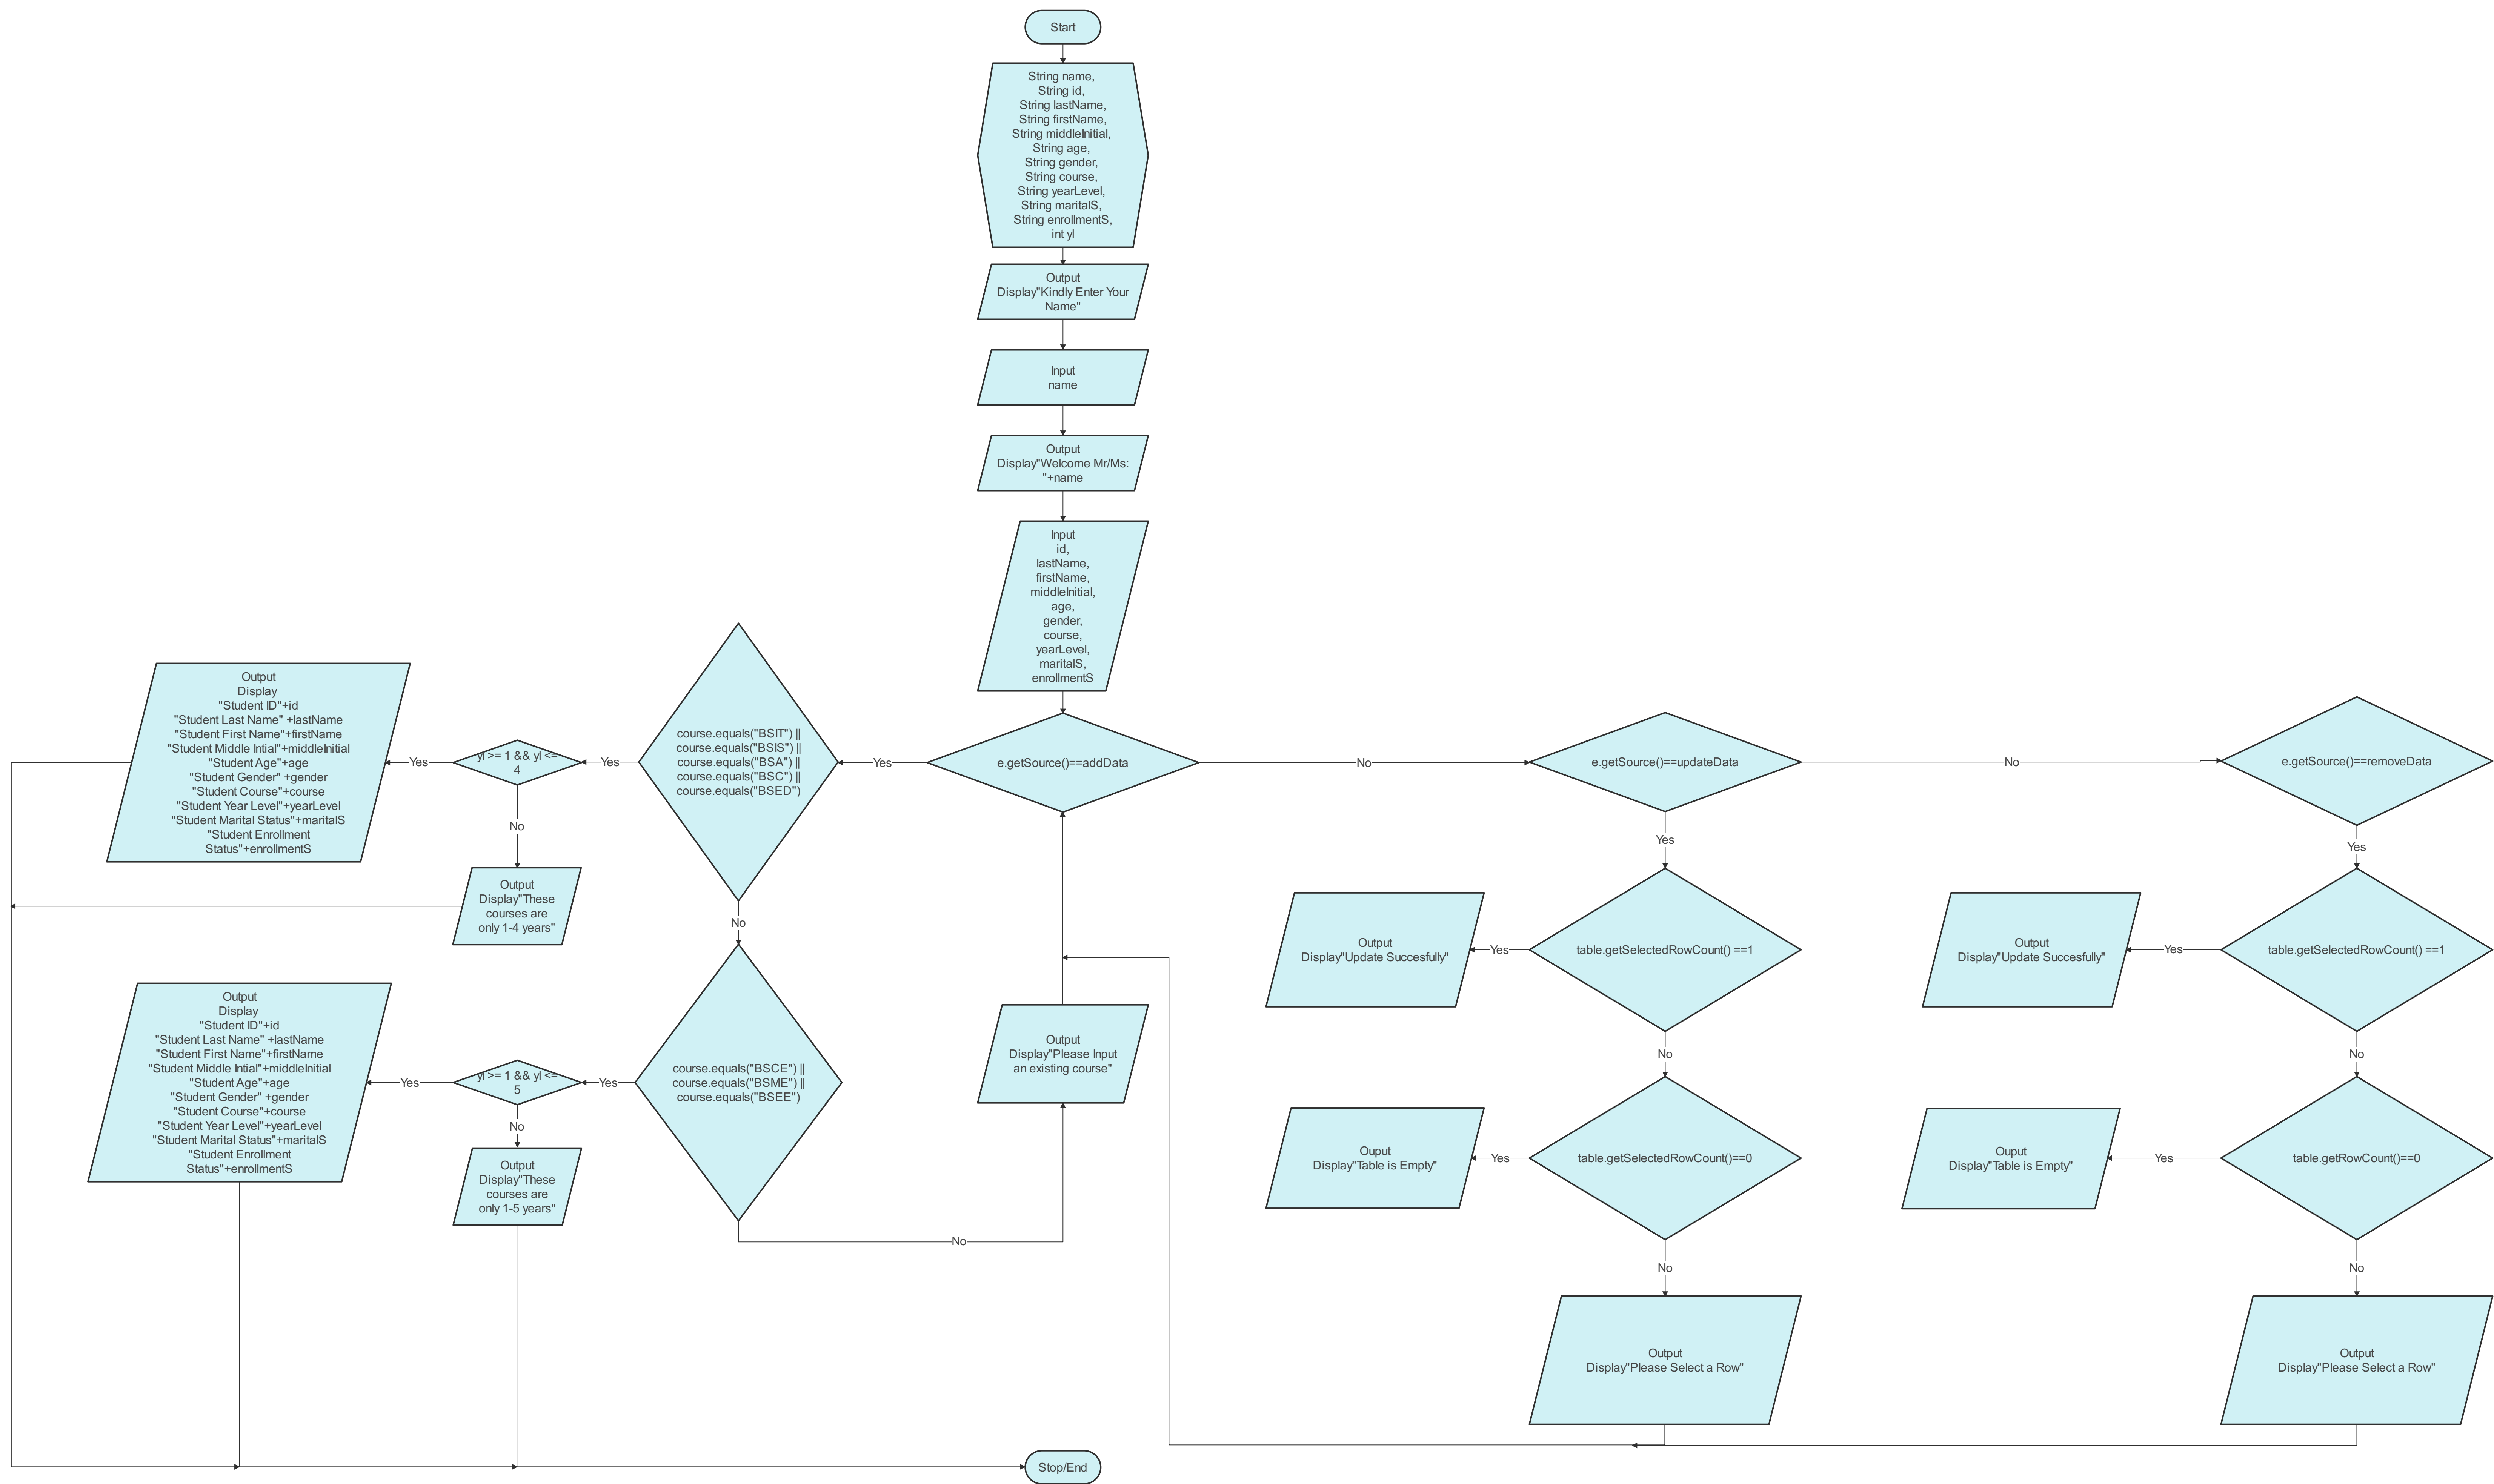 Start
String name,
String id,
String lastName,
String firstName,
String middleInitial,
String age,
String gender,
String course,
String yearLevel,
String maritalS,
String enrollmentS,
int yl
Output
Display"Kindly Enter Your
Name"
Input
name
Output
Display"Welcome Mr/Ms:
"+name
Input
id,
lastName,
firstName,
middleInitial,
age,
gender,
course,
yearLevel,
maritalS,
enrollmentS
e.getSource()==addData
Yes
course.equals("BSIT") ||
course.equals("BSIS") ||
course.equals("BSA") ||
course.equals("BSC") ||
course.equals("BSED")
Yes
yl >= 1 && yl <=
4
Yes
Output
Display
"Student ID"+id
"Student Last Name" +lastName
"Student First Name"+firstName
"Student Middle Intial"+middleInitial
"Student Age"+age
"Student Gender" +gender
"Student Course"+course
"Student Year Level"+yearLevel
"Student Marital Status"+maritalS
"Student Enrollment
Status"+enrollmentS
No
Output
Display"These
courses are
only 1-4 years"
No
course.equals("BSCE") ||
course.equals("BSME") ||
course.equals("BSEE")
Yes
yl >= 1 && yl <=
5
Yes
Output
Display
"Student ID"+id
"Student Last Name" +lastName
"Student First Name"+firstName
"Student Middle Intial"+middleInitial
"Student Age"+age
"Student Gender" +gender
"Student Course"+course
"Student Year Level"+yearLevel
"Student Marital Status"+maritalS
"Student Enrollment
Status"+enrollmentS
No
Output
Display"These
courses are
only 1-5 years"
No
Output
Display"Please Input
an existing course"
No
e.getSource()==updateData
Yes
table.getSelectedRowCount() ==1
Yes
Output
Display"Update Succesfully"
No
table.getSelectedRowCount()==0
Yes
Ouput
Display"Table is Empty"
No
Output
Display"Please Select a Row"
No
e.getSource()==removeData
Yes
table.getSelectedRowCount() ==1
Yes
Output
Display"Update Succesfully"
No
table.getRowCount()==0
Yes
Ouput
Display"Table is Empty"
No
Output
Display"Please Select a Row"
Stop/End